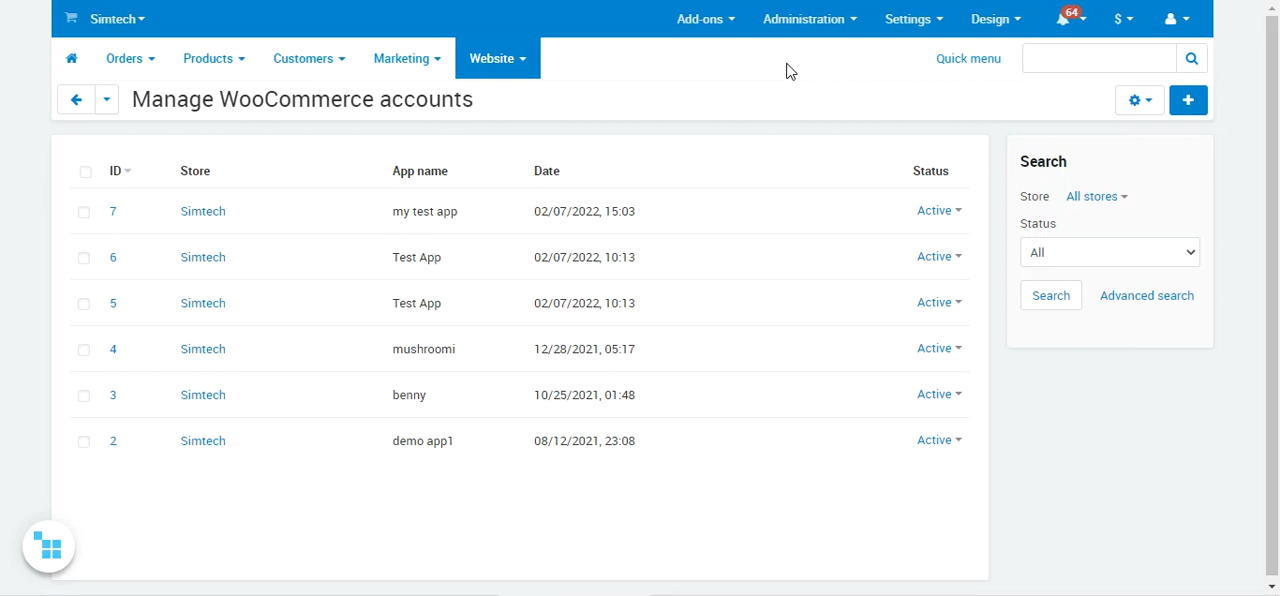 Simtech Add-ons Administration Settings Design 64 $
Orders Products Customers Marketing Website Quick menu
Manage WooCommerce accounts
ID Store App name Date Status
7 Simtech my test app 02/07/2022, 15:03 Active
6 Simtech Test App 02/07/2022, 10:13 Active
5 Simtech Test App 02/07/2022, 10:13 Active
4 Simtech mushroomi 12/28/2021, 05:17 Active
3 Simtech benny 10/25/2021, 01:48 Active
2 Simtech demo app1 08/12/2021, 23:08 Active
Search
Store All stores
Status
All
Search Advanced search